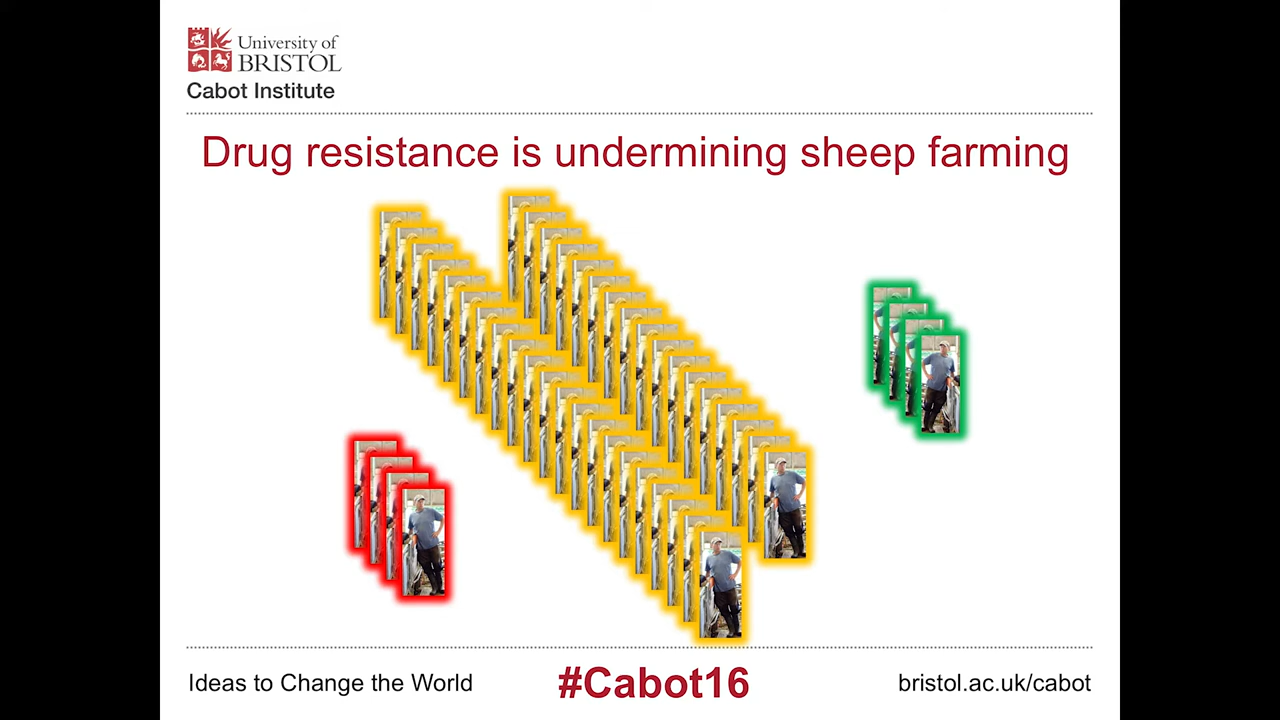 University of
BRISTOL
Cabot Institute
Drug resistance is undermining sheep farming
Ideas to Change the World
#Cabot16
bristol.ac.uk/cabot